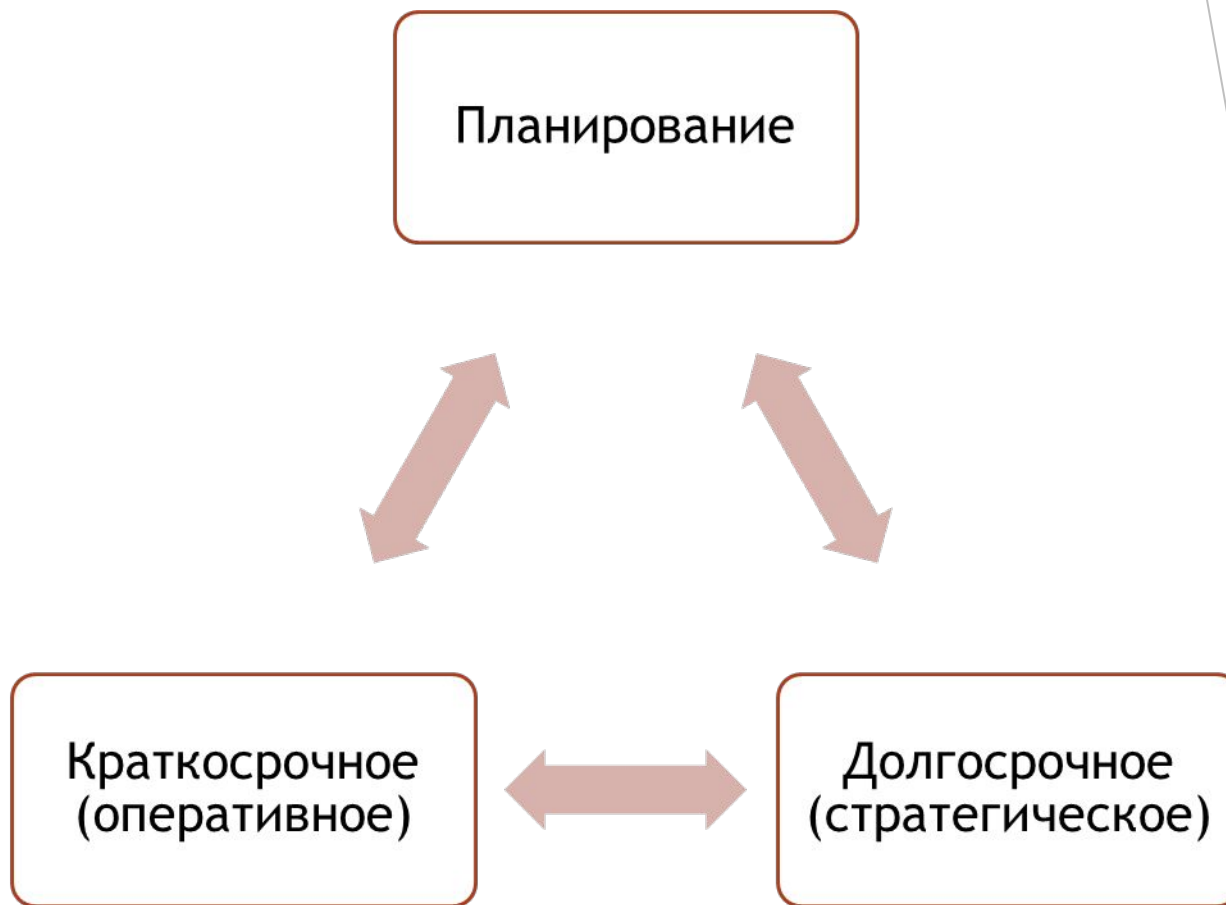 Планирование
Краткосрочное
(оперативное)
Долгосрочное
(стратегическое)